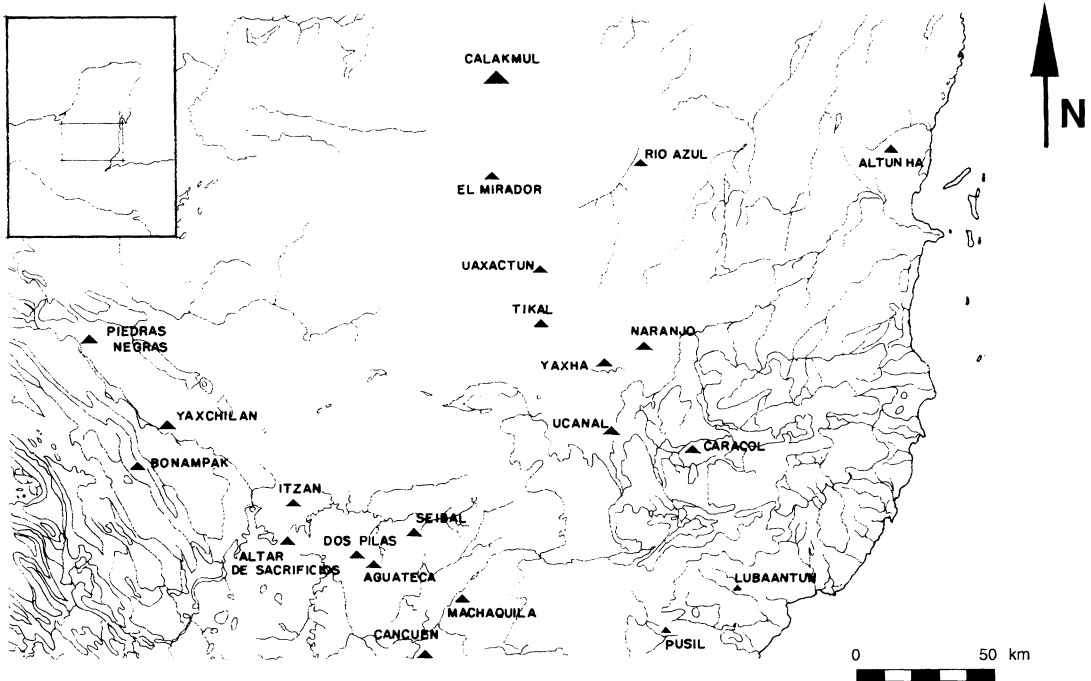 CALAKMUL
N
RIO AZUL
ALTUN HA
EL MIRADOR
UAXACTUN
TIKAL
NARANJO
PIEDRAS
NEGRAS
YAXHA
YAXCHILAN
UCANAL
CARACOL
BONAMPAK
ITZAN
SEIBAL
DOS PILAS
ALTAR
DE SACRIFICIOS
AGUATECA
LUBAANTUN
MACHAQUILA
CANCUEN
PUSIL
0 50 km